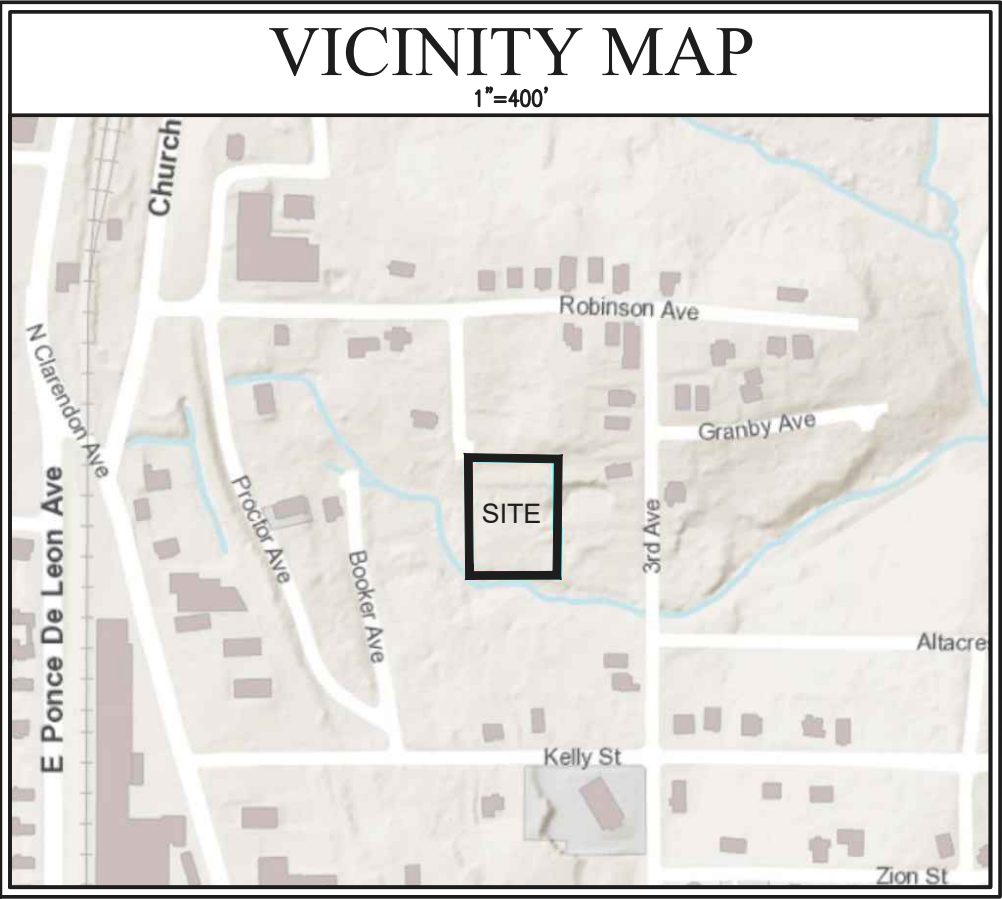 VICINITY MAP
1"=400'
Church
Robinson Ave
N Clarendon Ave
Granby Ave
E Ponce De Leon Ave
Proctor Ave
SITE
3rd Ave
Booker Ave
Altacre
Kelly St
Zion St